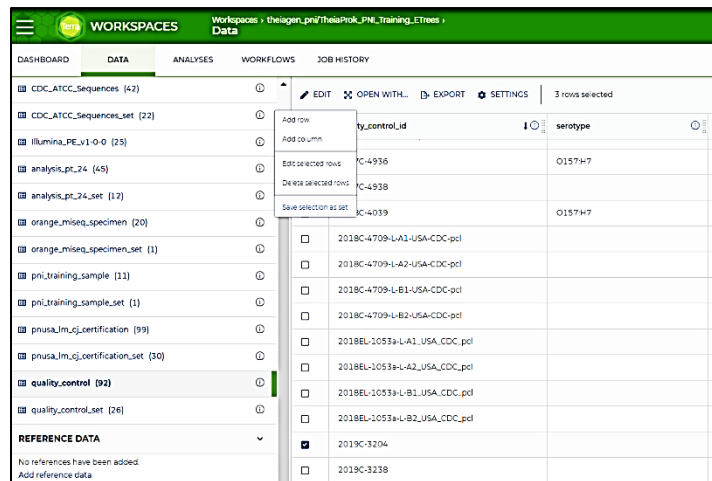 Terra WORKSPACES
Workspaces › theiagen_pni/TheiaProk_PNI_Training_ETrees ›
Data
DASHBOARD DATA ANALYSES WORKFLOWS JOB HISTORY
CDC_ATCC_Sequences (42)
CDC_ATCC_Sequences_set (22)
Illumina_PE_v1-0-0 (25)
analysis_pt_24 (45)
analysis_pt_24_set (12)
orange_miseq_specimen (20)
orange_miseq_specimen_set (1)
pni_training_sample (11)
pni_training_sample_set (1)
pnusa_lm_cj_certification (99)
pnusa_lm_cj_certification_set (30)
quality_control (92)
quality_control_set (26)
REFERENCE DATA
No references have been added.
Add reference data
EDIT OPEN WITH... EXPORT SETTINGS 3 rows selected
Add row
Add column
Edit selected rows
Delete selected rows
Save selection as set
ty_control_id serotype
C-4936 O157:H7
C-4938
C-4039 O157:H7
2018C-4709-L-A1-USA-CDC-pcl
2018C-4709-L-A2-USA-CDC-pcl
2018C-4709-L-B1-USA-CDC-pcl
2018C-4709-L-B2-USA-CDC-pcl
2018EL-1053a-L-A1_USA_CDC_pcl
2018EL-1053a-L-A2_USA_CDC_pcl
2018EL-1053a-L-B1_USA_CDC_pcl
2018EL-1053a-L-B2_USA_CDC_pcl
2019C-3204
2019C-3238